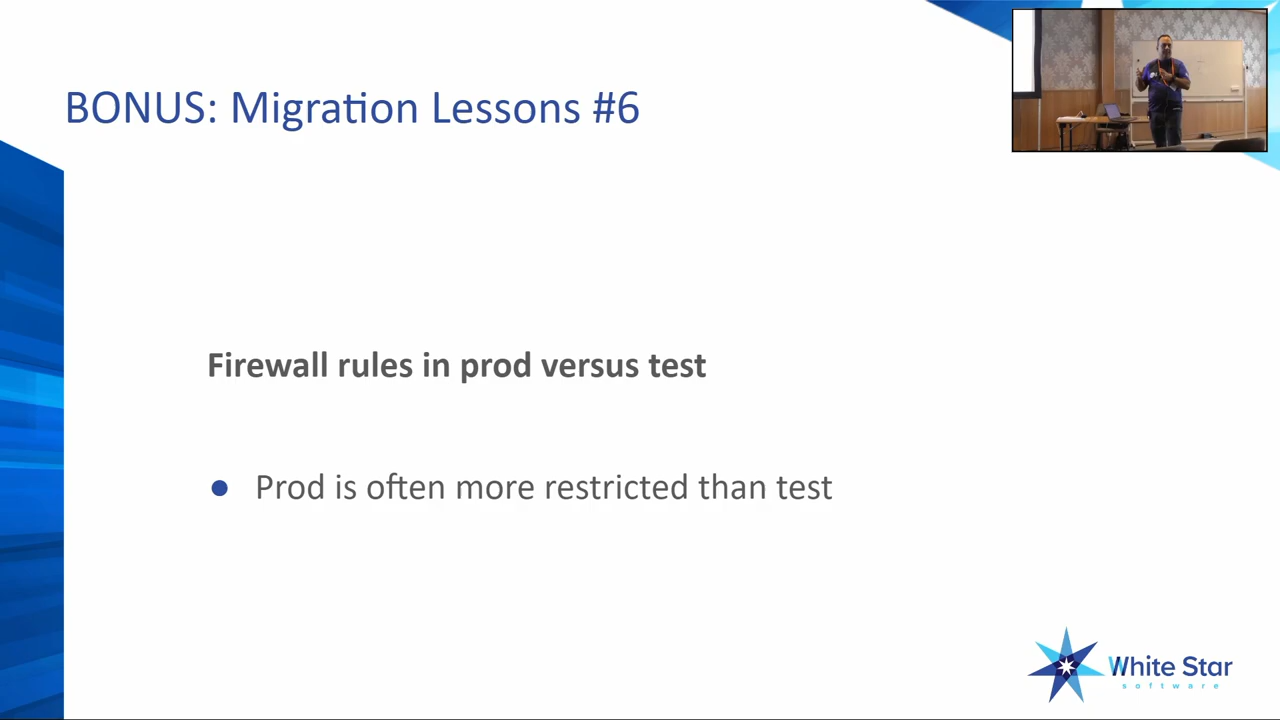 BONUS: Migration Lessons #6
Firewall rules in prod versus test
● Prod is often more restricted than test
White Star
software